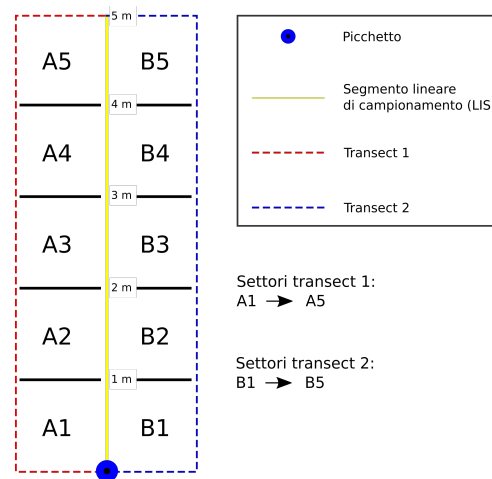 5 m
A5 B5
4 m
A4 B4
3 m
A3 B3
2 m
A2 B2
1 m
A1 B1
Picchetto
Segmento lineare
di campionamento (LIS
Transect 1
Transect 2
Settori transect 1:
A1 A5
Settori transect 2:
B1 B5